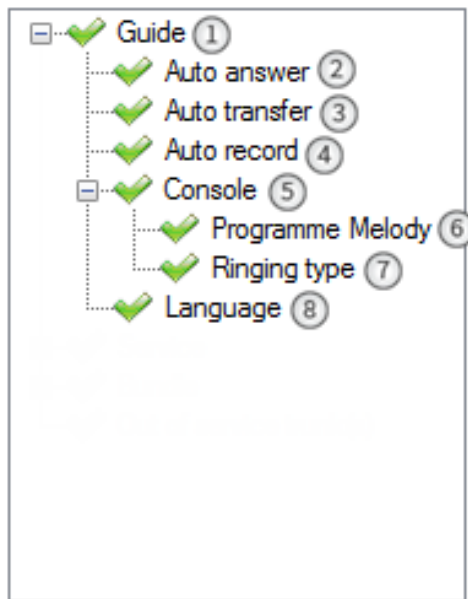 Guide 1
Auto answer 2
Auto transfer 3
Auto record 4
Console 5
Programme Melody 6
Ringing type 7
Language 8